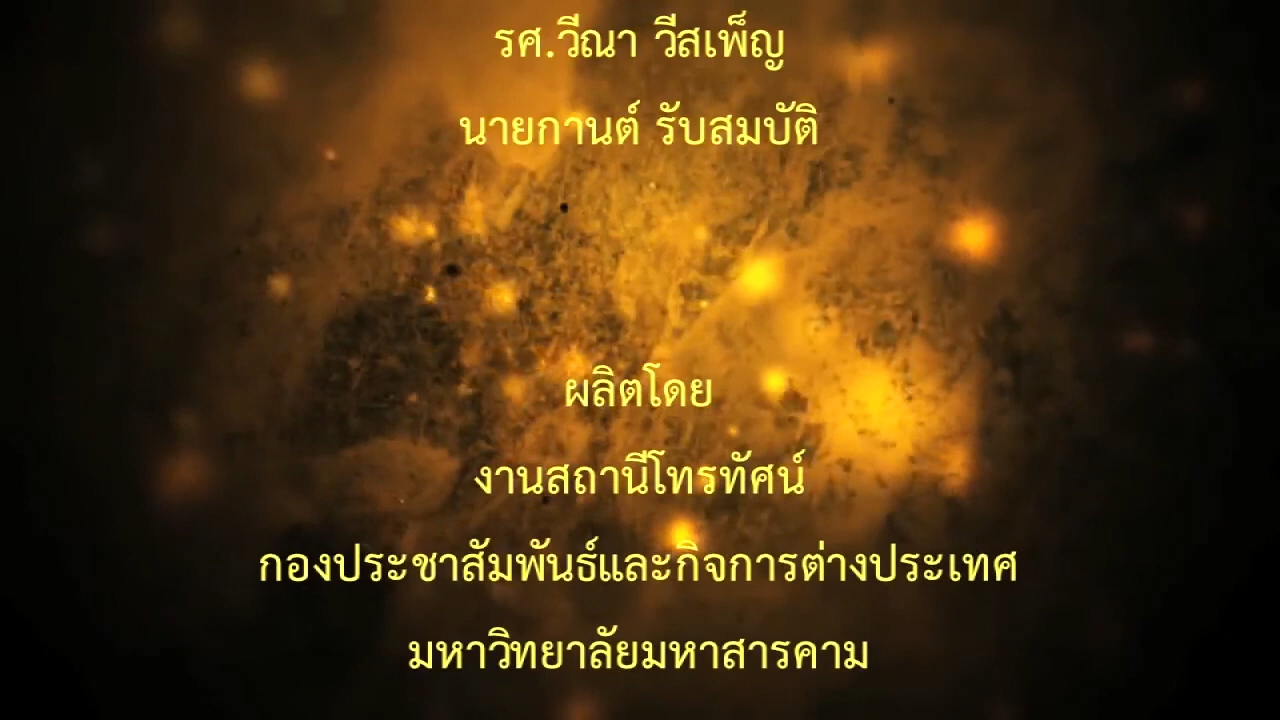 รศ.วีณา วีสเพ็ญ
นายกานต์ รับสมบัติ
ผลิตโดย
งานสถานีโทรทัศน์
กองประชาสัมพันธ์และกิจการต่างประเทศ
มหาวิทยาลัยมหาสารคาม